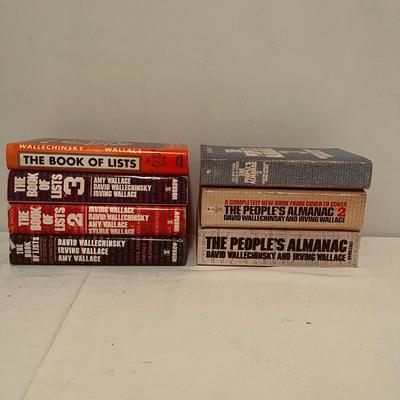 WALLECHINSKY AND WALLACE
THE BOOK OF LISTS
THE BOOK
OF LISTS
3
AMY WALLACE
DAVID WALLECHINSKY
IRVING WALLACE
THE BOOK
OF LISTS
2
IRVING WALLACE
DAVID WALLECHINSKY
AMY WALLACE
SYLVIA WALLACE
THE
BOOK
OF LISTS
DAVID WALLECHINSKY
IRVING WALLACE
AMY WALLACE
A COMPLETELY NEW BOOK FROM COVER TO COVER
THE PEOPLE'S ALMANAC 2
DAVID WALLECHINSKY AND IRVING WALLACE
THE PEOPLE'S ALMANAC
DAVID WALLECHINSKY AND IRVING WALLACE